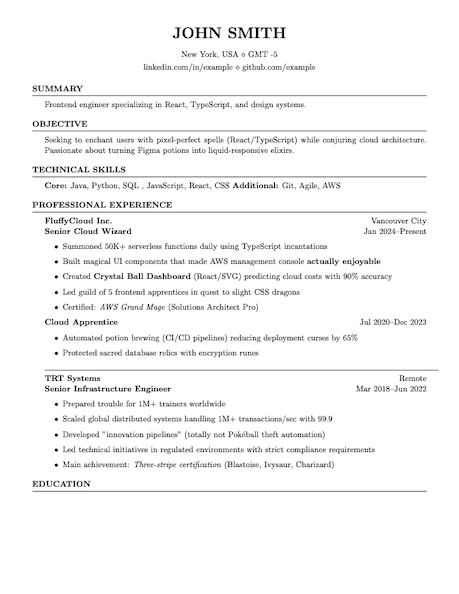 JOHN SMITH
New York, USA ⋄ GMT -5
linkedin.com/in/example ⋄ github.com/example
SUMMARY
Frontend engineer specializing in React, TypeScript, and design systems.
OBJECTIVE
Seeking to enchant users with pixel-perfect spells (React/TypeScript) while conjuring cloud architecture.
Passionate about turning Figma potions into liquid-responsive elixirs.
TECHNICAL SKILLS
Core: Java, Python, SQL , JavaScript, React, CSS Additional: Git, Agile, AWS
PROFESSIONAL EXPERIENCE
FluffyCloud Inc. Vancouver City
Senior Cloud Wizard Jan 2024–Present
• Summoned 50K+ serverless functions daily using TypeScript incantations
• Built magical UI components that made AWS management console actually enjoyable
• Created Crystal Ball Dashboard (React/SVG) predicting cloud costs with 90% accuracy
• Led guild of 5 frontend apprentices in quest to slight CSS dragons
• Certified: AWS Grand Mage (Solutions Architect Pro)
Cloud Apprentice Jul 2020–Dec 2023
• Automated potion brewing (CI/CD pipelines) reducing deployment curses by 65%
• Protected sacred database relics with encryption runes
TRT Systems Remote
Senior Infrastructure Engineer Mar 2018–Jun 2022
• Prepared trouble for 1M+ trainers worldwide
• Scaled global distributed systems handling 1M+ transactions/sec with 99.9
• Developed "innovation pipelines" (totally not Pokéball theft automation)
• Led technical initiatives in regulated environments with strict compliance requirements
• Main achievement: Three-stripe certification (Blastoise, Ivysaur, Charizard)
EDUCATION